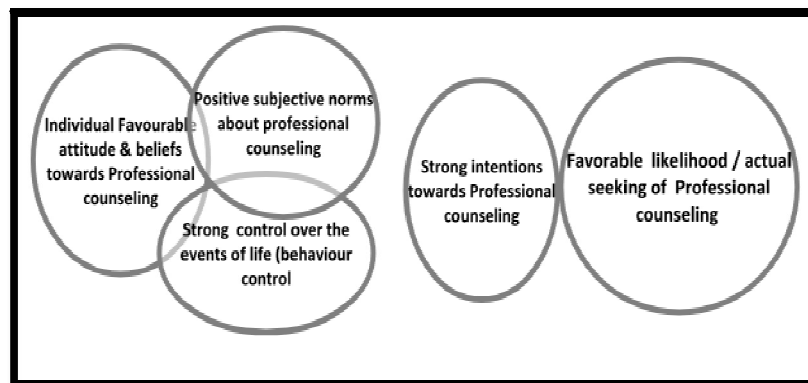 Individual Favourable
attitude & beliefs
towards Professional
counseling
Positive subjective norms
about professional
counseling
Strong control over the
events of life (behaviour
control
Strong intentions
towards Professional
counseling
Favorable likelihood / actual
seeking of Professional
counseling